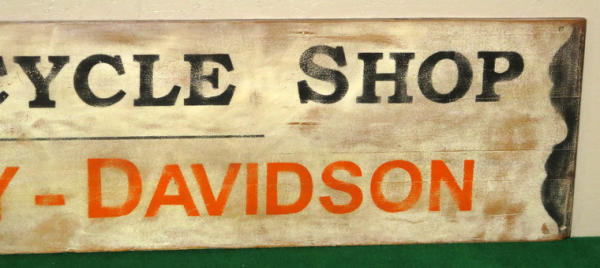 CYCLE SHOP
Y - DAVIDSON